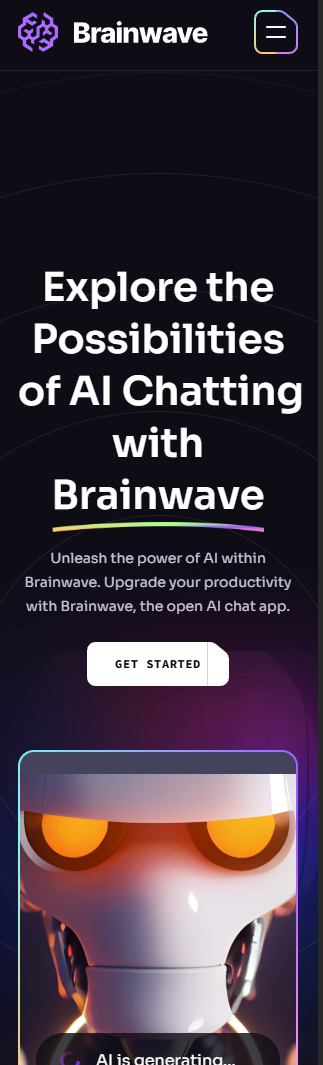 Brainwave
Explore the
Possibilities
of AI Chatting
with
Brainwave
Unleash the power of AI within
Brainwave. Upgrade your productivity
with Brainwave, the open AI chat app.
GET STARTED
AI is generating...